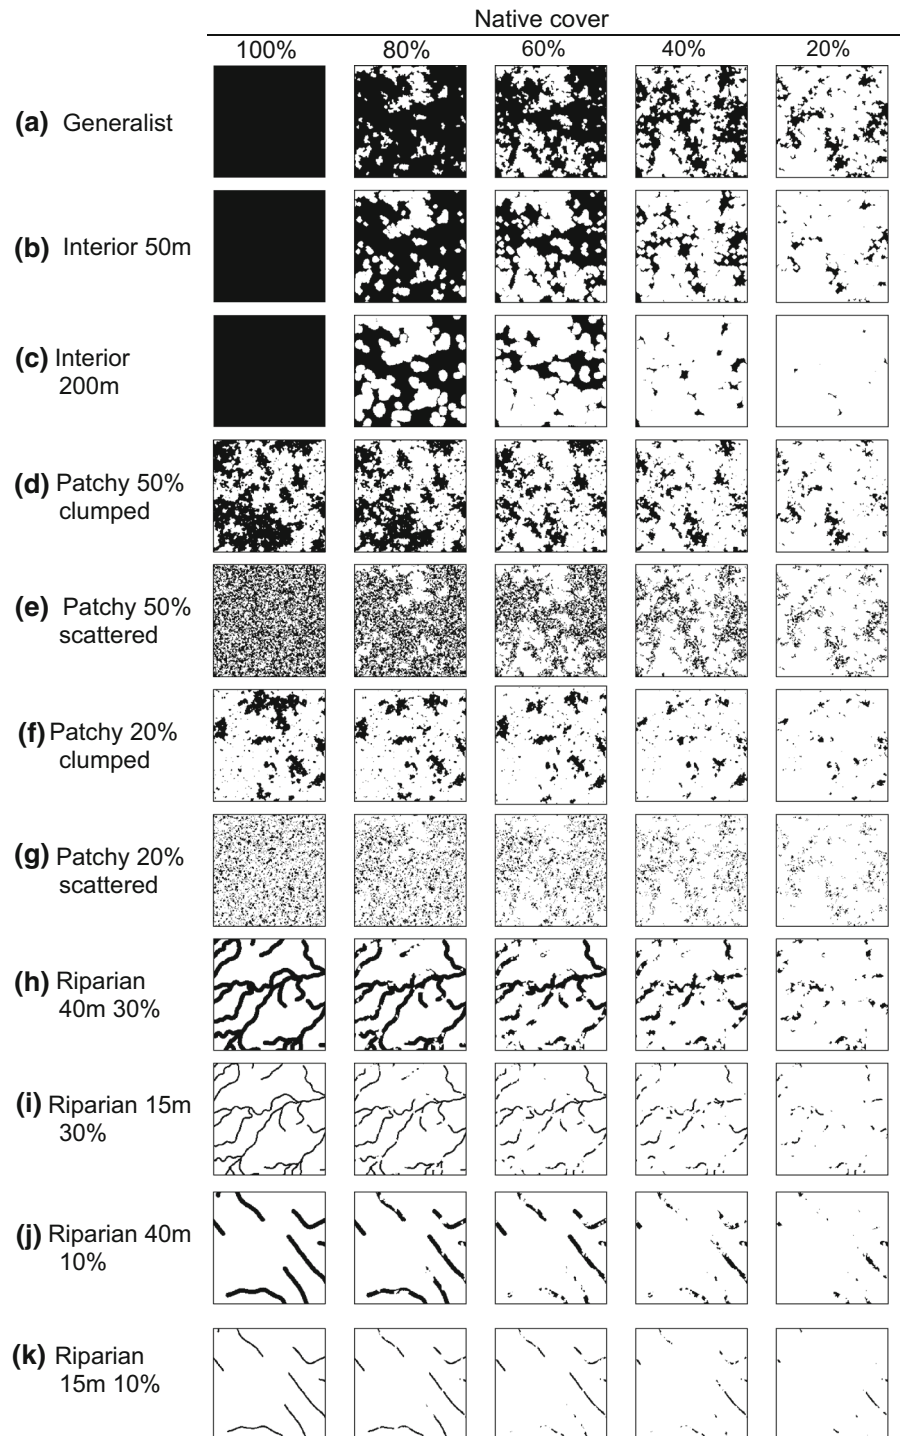 Native cover
100% 80% 60% 40% 20%
(a) Generalist
(b) Interior 50m
(c) Interior
200m
(d) Patchy 50%
clumped
(e) Patchy 50%
scattered
(f) Patchy 20%
clumped
(g) Patchy 20%
scattered
(h) Riparian
40m 30%
(i) Riparian 15m
30%
(j) Riparian 40m
10%
(k) Riparian
15m 10%